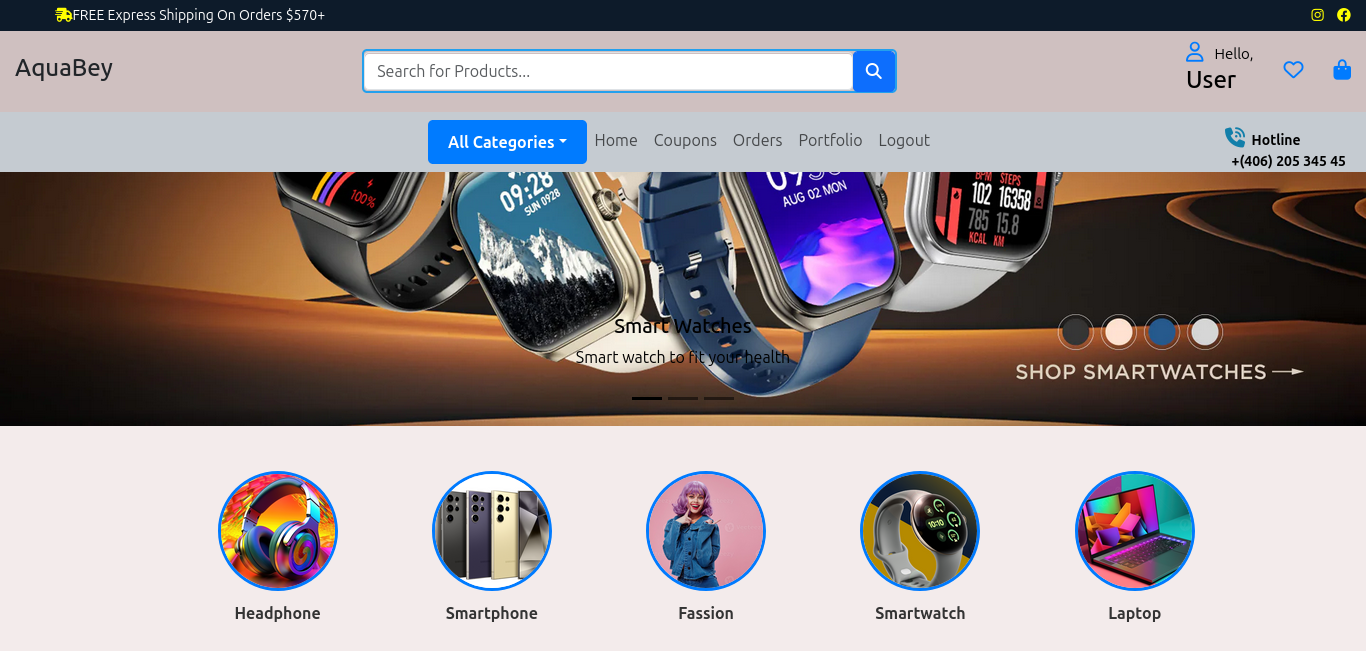 FREE Express Shipping On Orders $570+
AquaBey
Search for Products...
Hello,
User
All Categories
Home Coupons Orders Portfolio Logout
Hotline
+(406) 205 345 45
100%
09:28
SUN 0928
AUG 02 MON
BPM STEPS
102 16358
785 15.8
KCAL KM
Smart Watches
Smart watch to fit your health
SHOP SMARTWATCHES
10:10
Headphone
Smartphone
Fassion
Smartwatch
Laptop